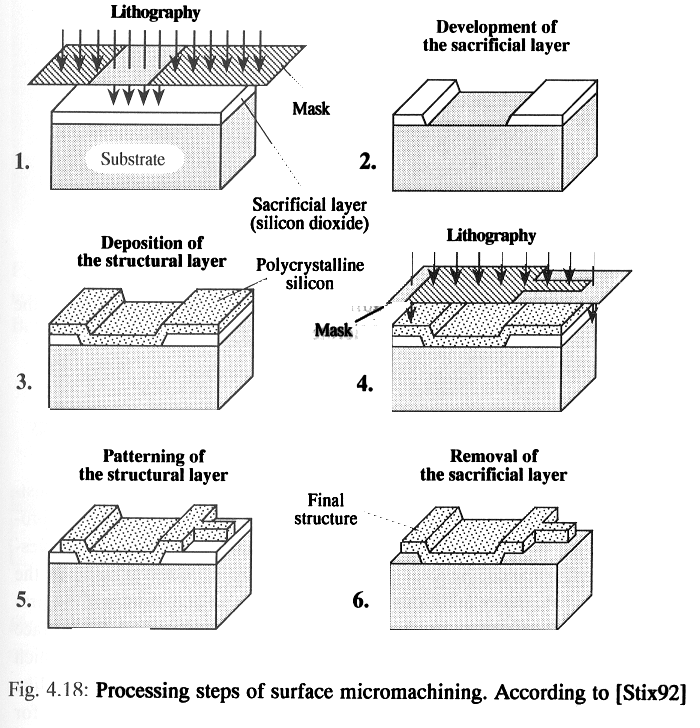 Lithography
Mask
1.
Substrate
Sacrificial layer
(silicon dioxide)
Development of
the sacrificial layer
2.
Deposition of
the structural layer
Polycrystalline
silicon
3.
Lithography
Mask
4.
Patterning of
the structural layer
5.
Removal of
the sacrificial layer
Final
structure
6.
Fig. 4.18: Processing steps of surface micromachining. According to [Stix92]